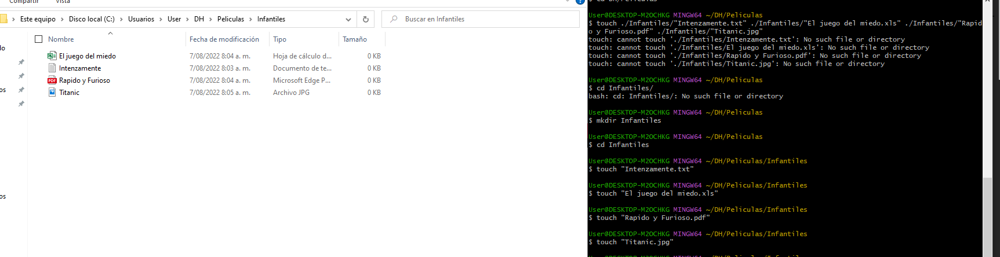 Compartir Vista
Este equipo > Disco local (C:) > Usuarios > User > DH > Peliculas > Infantiles
Buscar en Infantiles
Nombre Fecha de modificación Tipo Tamaño
El juego del miedo 7/08/2022 8:04 a. m. Hoja de cálculo d... 0 KB
Intenzamente 7/08/2022 8:03 a. m. Documento de te... 0 KB
PDF Rapido y Furioso 7/08/2022 8:04 a. m. Microsoft Edge P... 0 KB
Titanic 7/08/2022 8:05 a. m. Archivo JPG 0 KB
lo
os
os
$ cd DH/Peliculas
User@DESKTOP-M2OCHKG MINGW64 ~/DH/Peliculas
$ touch ./Infantiles/"Intenzamente.txt" ./Infantiles/"El juego del miedo.xls" ./Infantiles/"Rapid
o y Furioso.pdf" ./Infantiles/"Titanic.jpg"
touch: cannot touch './Infantiles/Intenzamente.txt': No such file or directory
touch: cannot touch './Infantiles/El juego del miedo.xls': No such file or directory
touch: cannot touch './Infantiles/Rapido y Furioso.pdf': No such file or directory
touch: cannot touch './Infantiles/Titanic.jpg': No such file or directory
User@DESKTOP-M2OCHKG MINGW64 ~/DH/Peliculas
$ cd Infantiles/
bash: cd: Infantiles/: No such file or directory
User@DESKTOP-M2OCHKG MINGW64 ~/DH/Peliculas
$ mkdir Infantiles
User@DESKTOP-M2OCHKG MINGW64 ~/DH/Peliculas
$ cd Infantiles
User@DESKTOP-M2OCHKG MINGW64 ~/DH/Peliculas/Infantiles
$ touch "Intenzamente.txt"
User@DESKTOP-M2OCHKG MINGW64 ~/DH/Peliculas/Infantiles
$ touch "El juego del miedo.xls"
User@DESKTOP-M2OCHKG MINGW64 ~/DH/Peliculas/Infantiles
$ touch "Rapido y Furioso.pdf"
User@DESKTOP-M2OCHKG MINGW64 ~/DH/Peliculas/Infantiles
$ touch "Titanic.jpg"
User@DESKTOP-M2OCHKG MINGW64 ~/DH/Peliculas/Infantiles